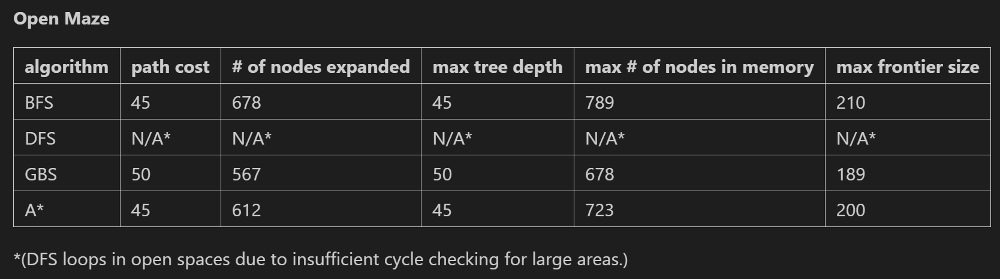 Open Maze
algorithm path cost # of nodes expanded max tree depth max # of nodes in memory max frontier size
BFS 45 678 45 789 210
DFS N/A* N/A* N/A* N/A* N/A*
GBS 50 567 50 678 189
A* 45 612 45 723 200
*(DFS loops in open spaces due to insufficient cycle checking for large areas.)